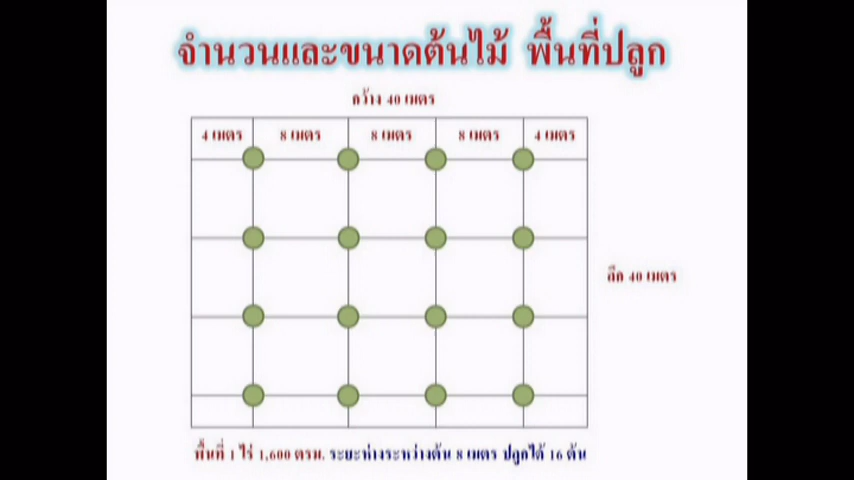 จำนวนและขนาดต้นไม้ พื้นที่ปลูก
กว้าง 40 เมตร
4 เมตร 8 เมตร 8 เมตร 8 เมตร 4 เมตร
ลึก 40 เมตร
พื้นที่ 1 ไร่ 1,600 ตรม. ระยะห่างระหว่างต้น 8 เมตร ปลูกได้ 16 ต้น